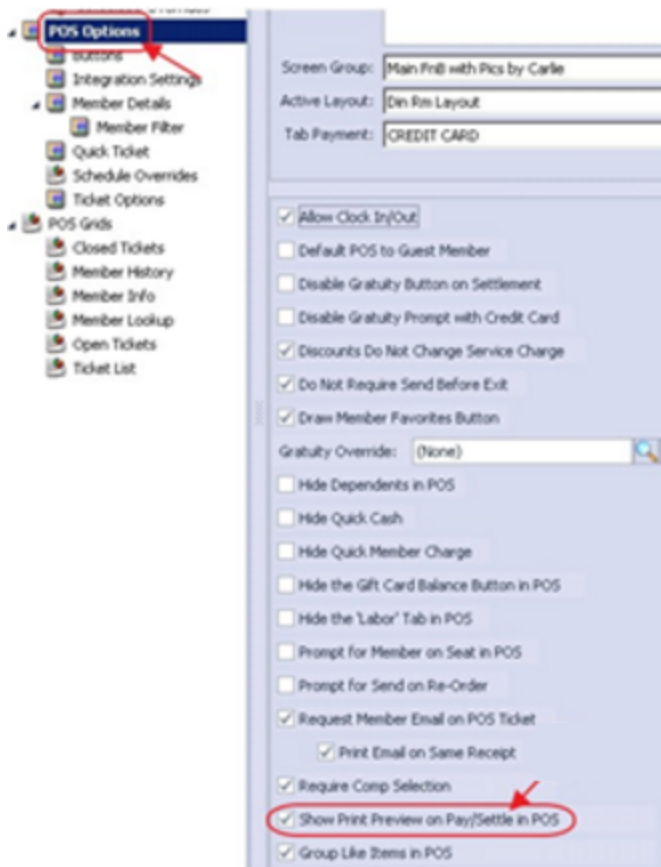 POS Options
Buttons
Integration Settings
Member Details
Member Filter
Quick Ticket
Schedule Overrides
Ticket Options
POS Grids
Closed Tickets
Member History
Member Info
Member Lookup
Open Tickets
Ticket List
Screen Group: Main FnB with Pics by Carlie
Active Layout: Din Rm Layout
Tab Payment: CREDIT CARD
Allow Clock In/Out
Default POS to Guest Member
Disable Gratuity Button on Settlement
Disable Gratuity Prompt with Credit Card
Discounts Do Not Change Service Charge
Do Not Require Send Before Exit
Draw Member Favorites Button
Gratuity Override: (None)
Hide Dependents in POS
Hide Quick Cash
Hide Quick Member Charge
Hide the Gift Card Balance Button in POS
Hide the 'Labor' Tab in POS
Prompt for Member on Seat in POS
Prompt for Send on Re-Order
Request Member Email on POS Ticket
Print Email on Same Receipt
Require Comp Selection
Show Print Preview on Pay/Settle in POS
Group Like Items in POS